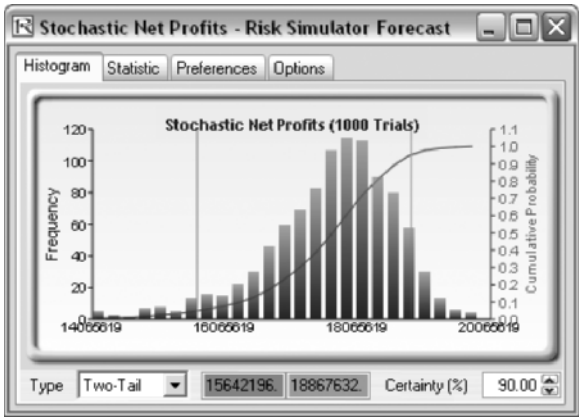 Stochastic Net Profits - Risk Simulator Forecast
Histogram Statistic Preferences Options
Stochastic Net Profits (1000 Trials)
Frequency
120
100
80
60
40
20
0
14065619 16065619 18065619 20065619
1.1
1.0
0.9
0.8
0.7
0.6
0.5
0.4
0.3
0.2
0.1
0.0
Cumulative Probability
Type Two-Tail 15642196. 18867632. Certainty (%) 90.00